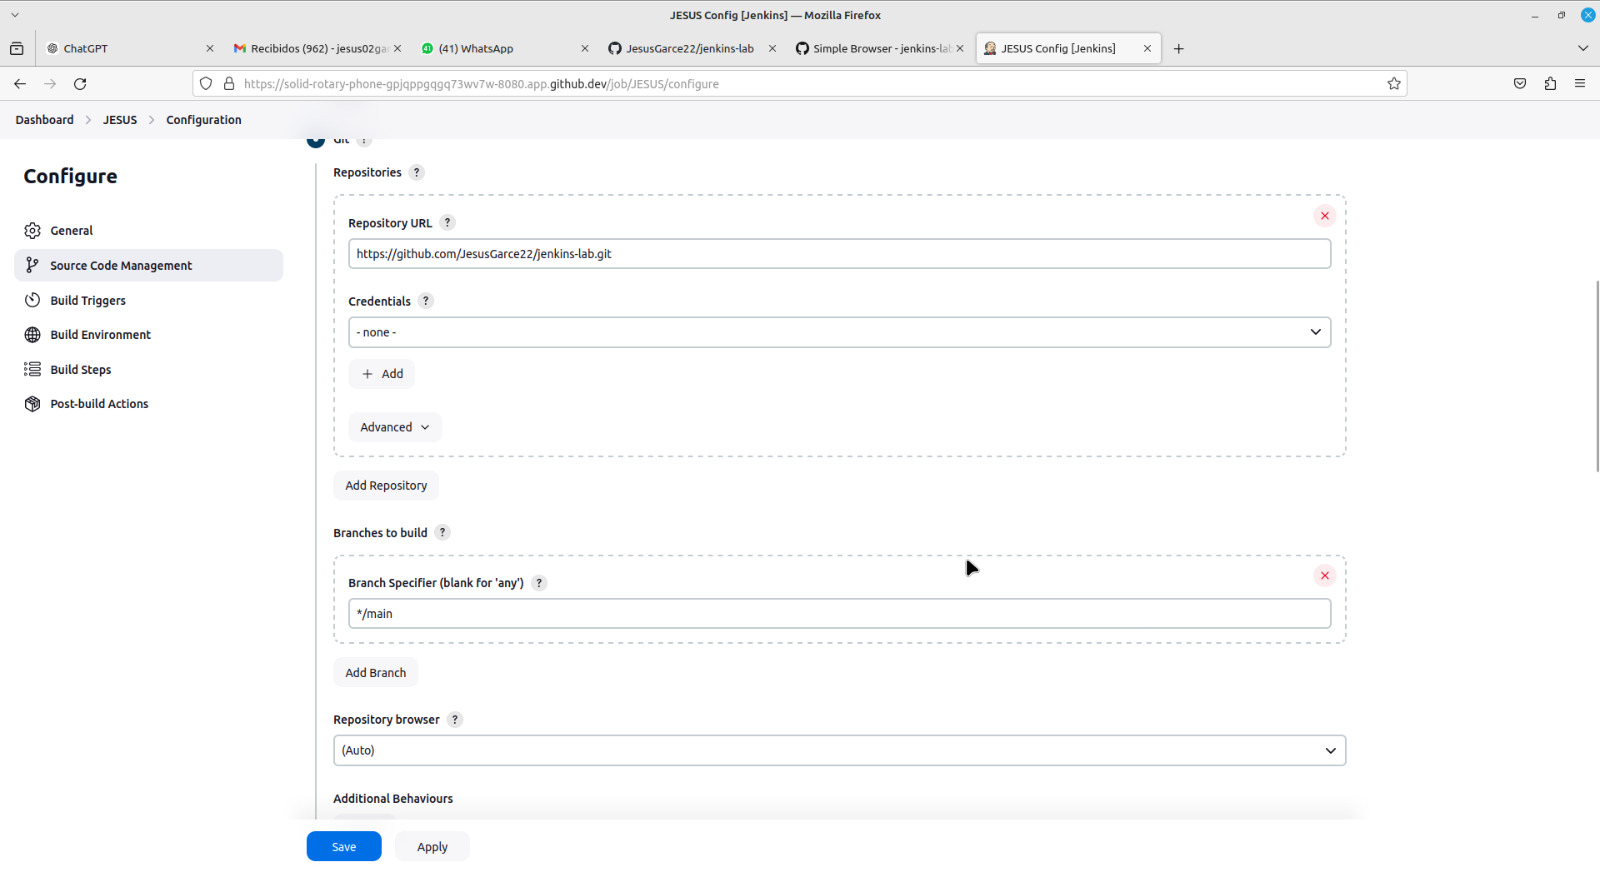 JESUS Config [Jenkins] — Mozilla Firefox
ChatGPT
Recibidos (962) - jesus02gar
(41) WhatsApp
JesusGarce22/jenkins-lab
Simple Browser - jenkins-lab
JESUS Config [Jenkins]
https://solid-rotary-phone-gpjqppgqgq73wv7w-8080.app.github.dev/job/JESUS/configure
Dashboard > JESUS > Configuration
Configure
General
Source Code Management
Build Triggers
Build Environment
Build Steps
Post-build Actions
Git ?
Repositories ?
Repository URL ?
https://github.com/JesusGarce22/jenkins-lab.git
Credentials ?
- none -
+ Add
Advanced
Add Repository
Branches to build ?
Branch Specifier (blank for 'any') ?
*/main
Add Branch
Repository browser ?
(Auto)
Additional Behaviours
Save
Apply